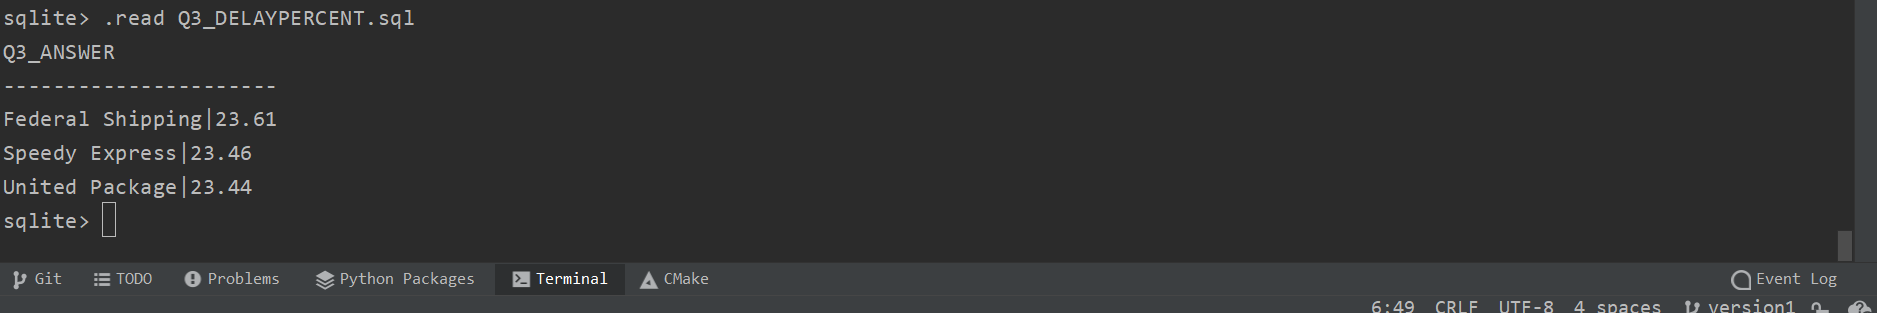 sqlite> .read Q3_DELAYPERCENT.sql
Q3_ANSWER
----------------------
Federal Shipping|23.61
Speedy Express|23.46
United Package|23.44
sqlite>
Git TODO Problems Python Packages Terminal CMake Event Log
6:49 CRLF UTF-8 4 spaces version1